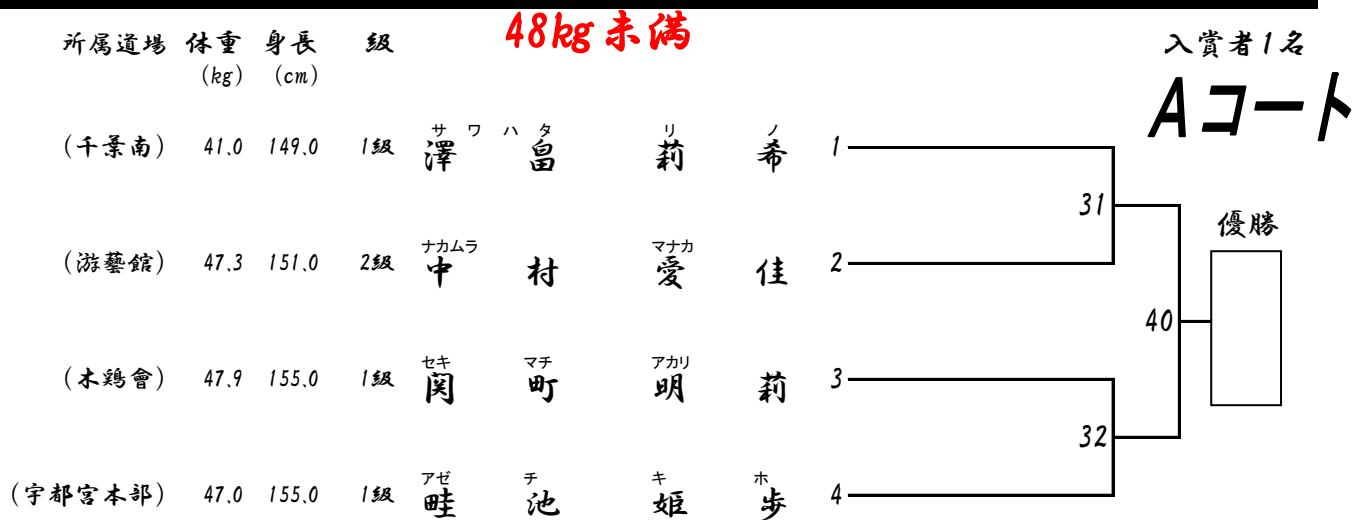 48kg未満
所属道場 体重 身長 級 入賞者1名
(kg) (cm)
Aコート
サワ ハタ リ ノ
(千葉南) 41.0 149.0 1級 澤 畠 莉 希 1
31
優勝
ナカムラ マナカ
(游藝館) 47.3 151.0 2級 中 村 愛 佳 2
40
セキ マチ アカリ
(木鶏會) 47.9 155.0 1級 関 町 明 莉 3
32
アゼ チ キ ホ
(宇都宮本部) 47.0 155.0 1級 畦 池 姫 歩 4